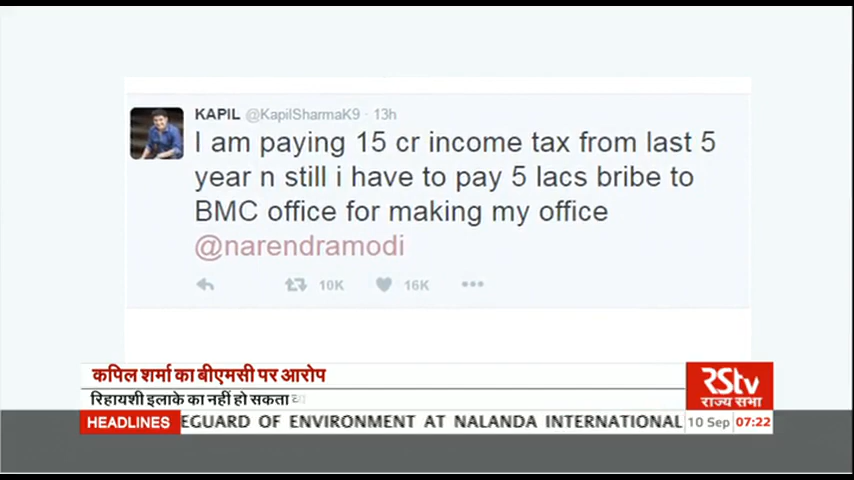 KAPIL @KapilSharmaK9 · 13h
I am paying 15 cr income tax from last 5
year n still i have to pay 5 lacs bribe to
BMC office for making my office
@narendramodi
10K 16K
कपिल शर्मा का बीएमसी पर आरोप
रिहायशी इलाके का नहीं हो सकता
RStv
राज्य सभा
HEADLINES EGUARD OF ENVIRONMENT AT NALANDA INTERNATIONAL 10 Sep 07:22